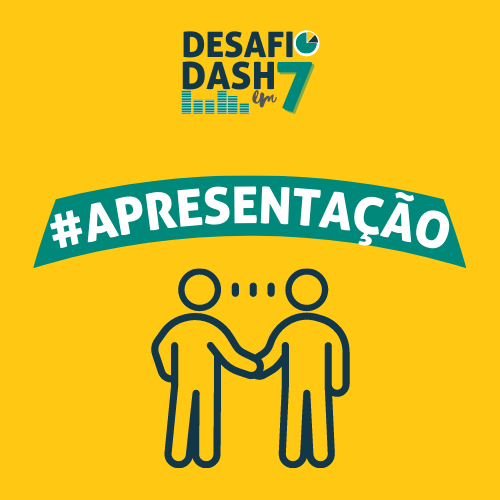 DESAFIO
DASH
em 7
#APRESENTAÇÃO